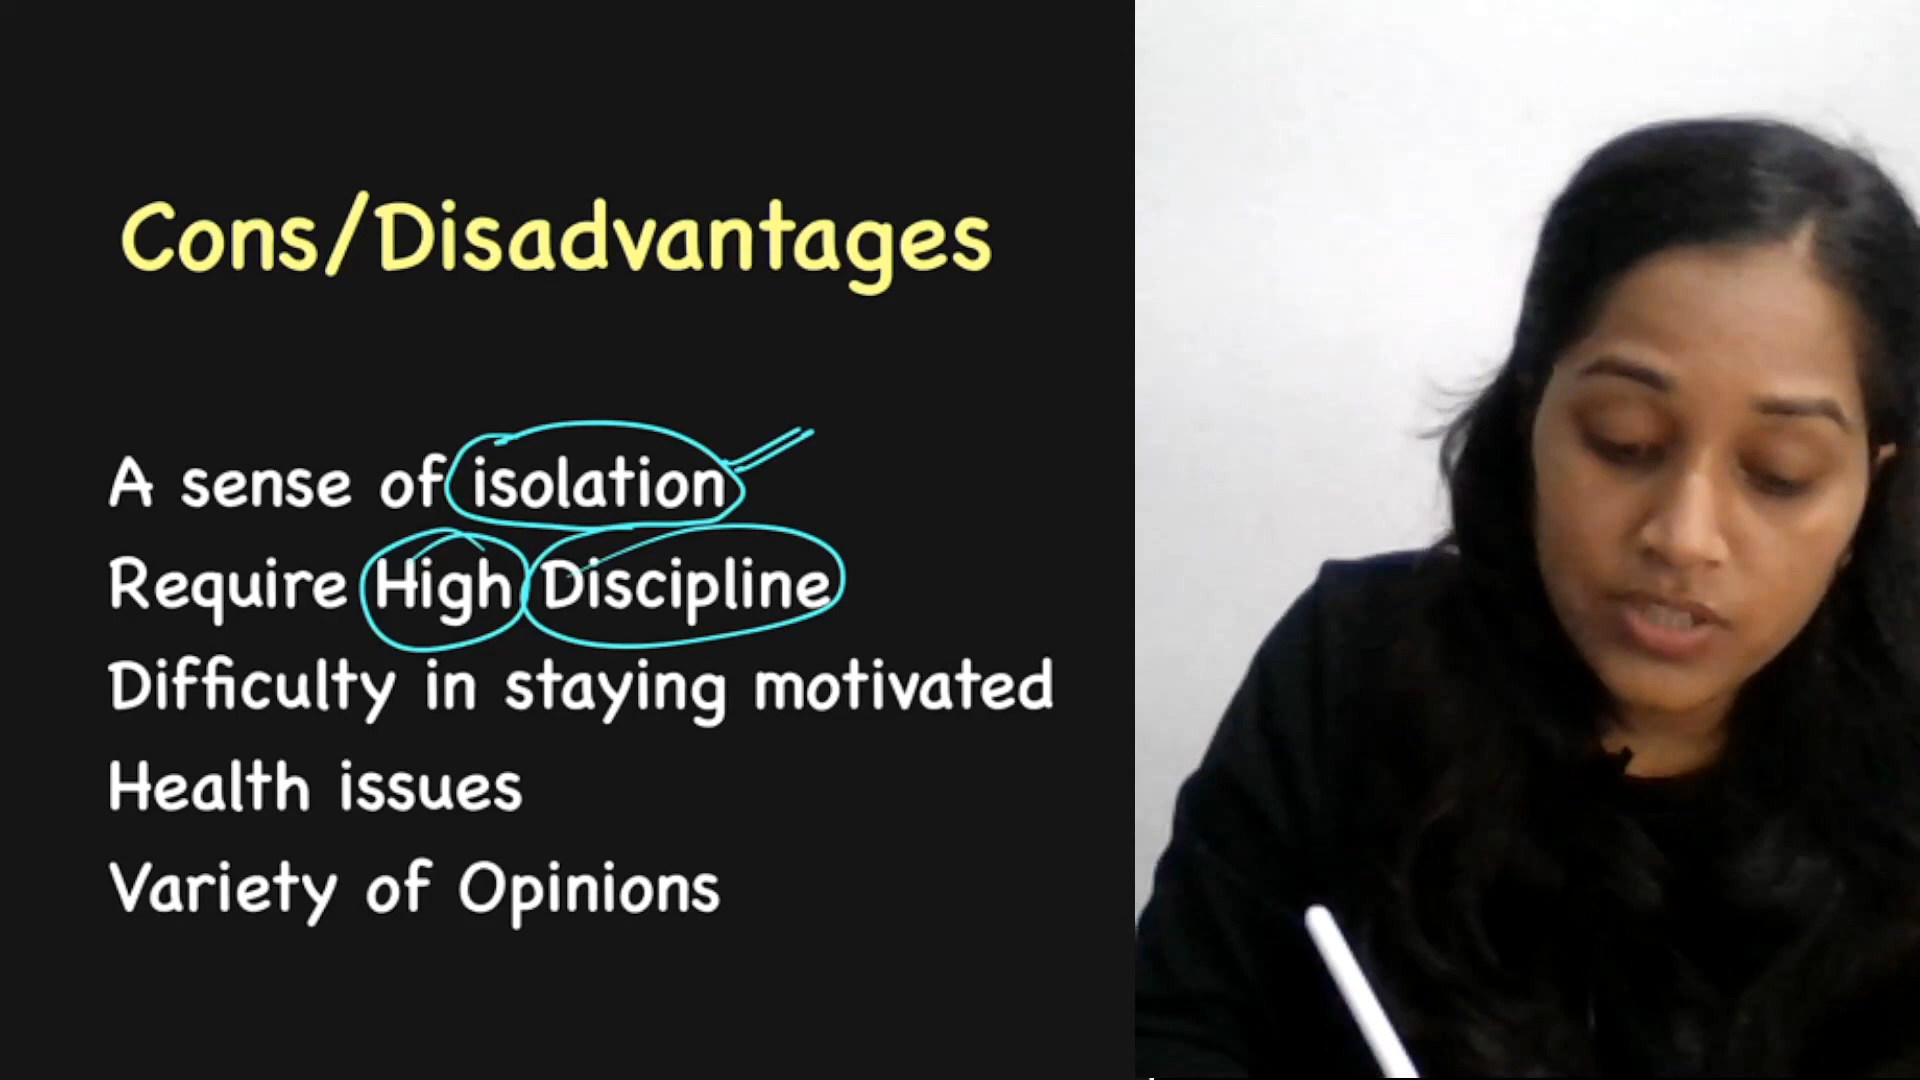 Cons/Disadvantages
A sense of isolation
Require High Discipline
Difficulty in staying motivated
Health issues
Variety of Opinions